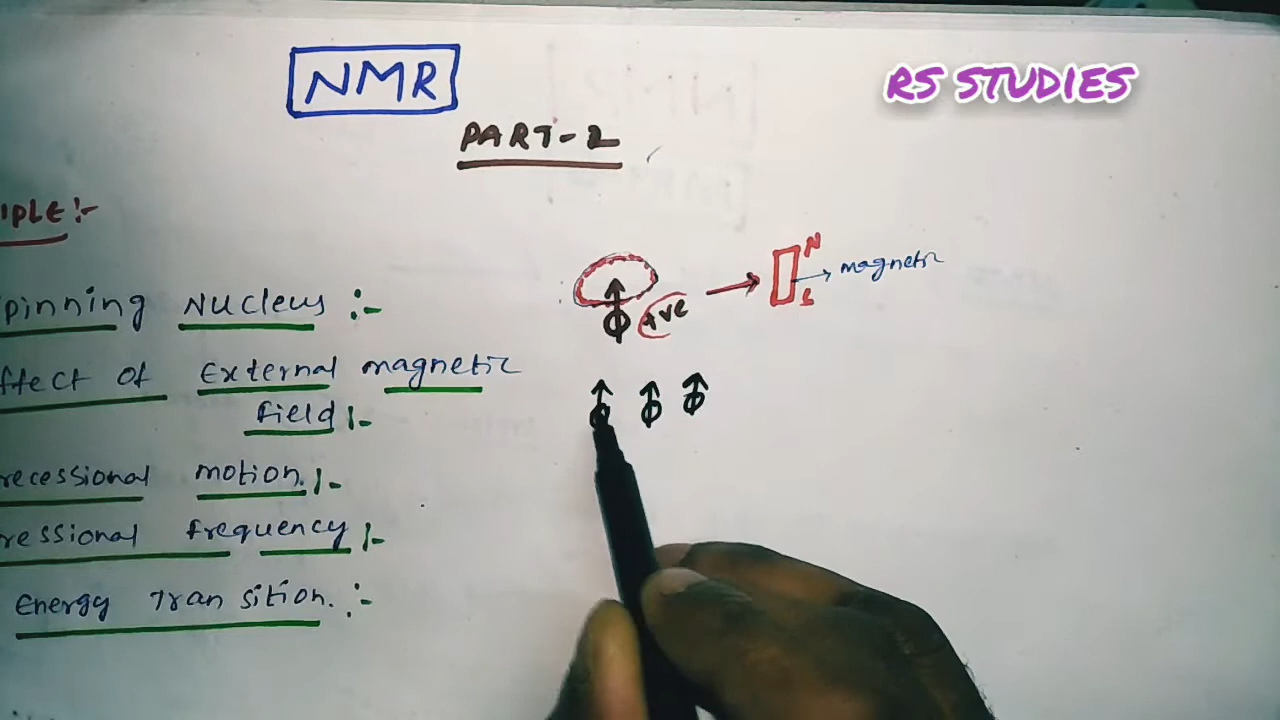 NMR
RS STUDIES
PART-2
IPLE:-
pinning Nucleus :-
ffect of External magnetic
field :-
recessional motion :-
ressional frequency :-
Energy Transition. :-
+ve
N
S
magnetic